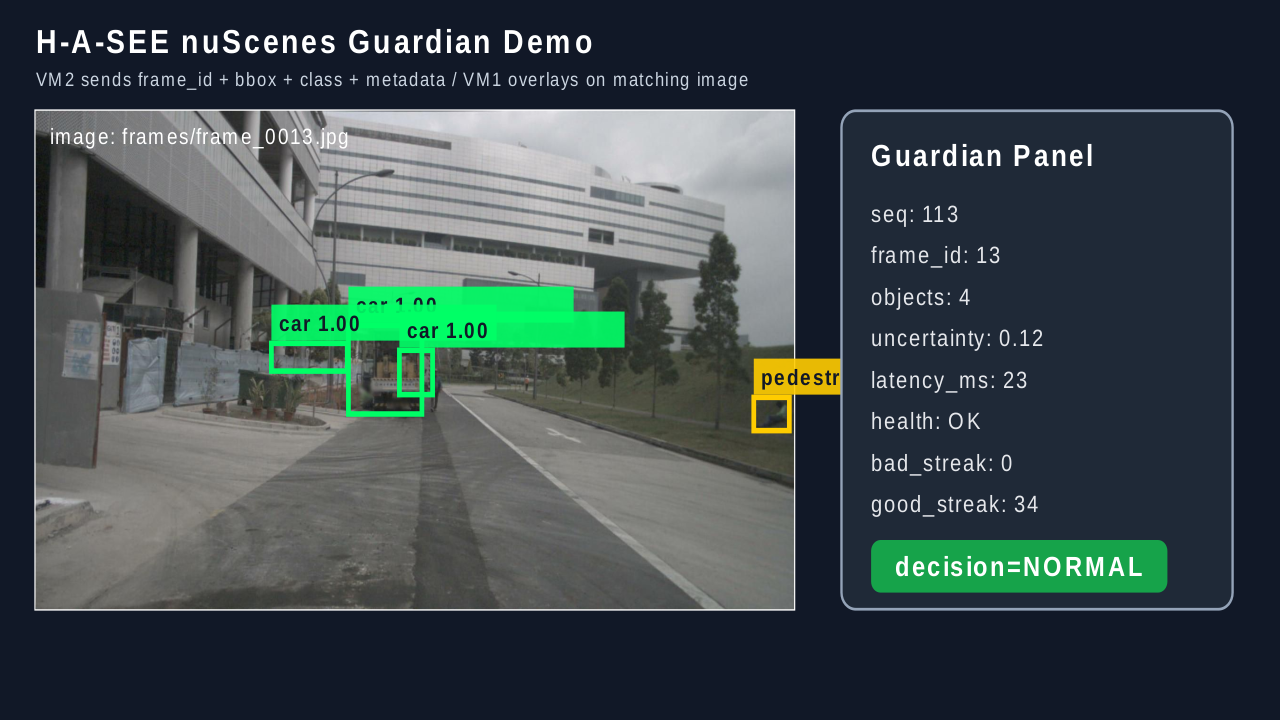 H-A-SEE nuScenes Guardian Demo
VM2 sends frame_id + bbox + class + metadata / VM1 overlays on matching image
image: frames/frame_0013.jpg
car 1.00
car 1.00
car 1.00
pedestr
Guardian Panel
seq: 113
frame_id: 13
objects: 4
uncertainty: 0.12
latency_ms: 23
health: OK
bad_streak: 0
good_streak: 34
decision=NORMAL